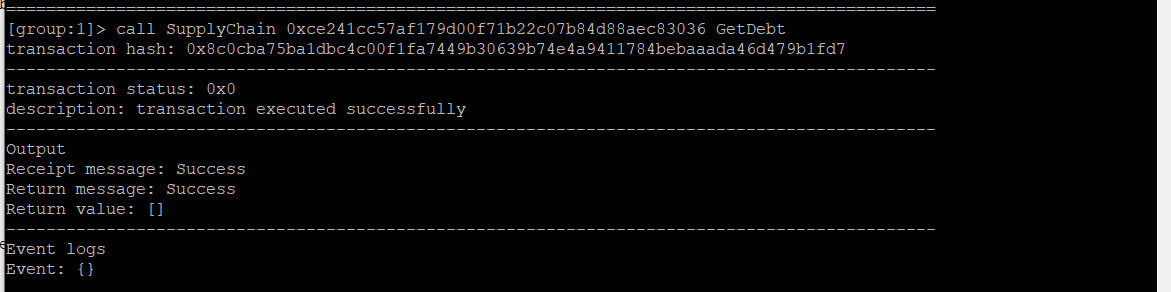 [group:1]> call SupplyChain 0xce241cc57af179d00f71b22c07b84d88aec83036 GetDebt
transaction hash: 0x8c0cba75ba1dbc4c00f1fa7449b30639b74e4a9411784bebaaada46d479b1fd7
---------------------------------------------------------------------------------------------
transaction status: 0x0
description: transaction executed successfully
---------------------------------------------------------------------------------------------
Output
Receipt message: Success
Return message: Success
Return value: []
---------------------------------------------------------------------------------------------
Event logs
Event: {}